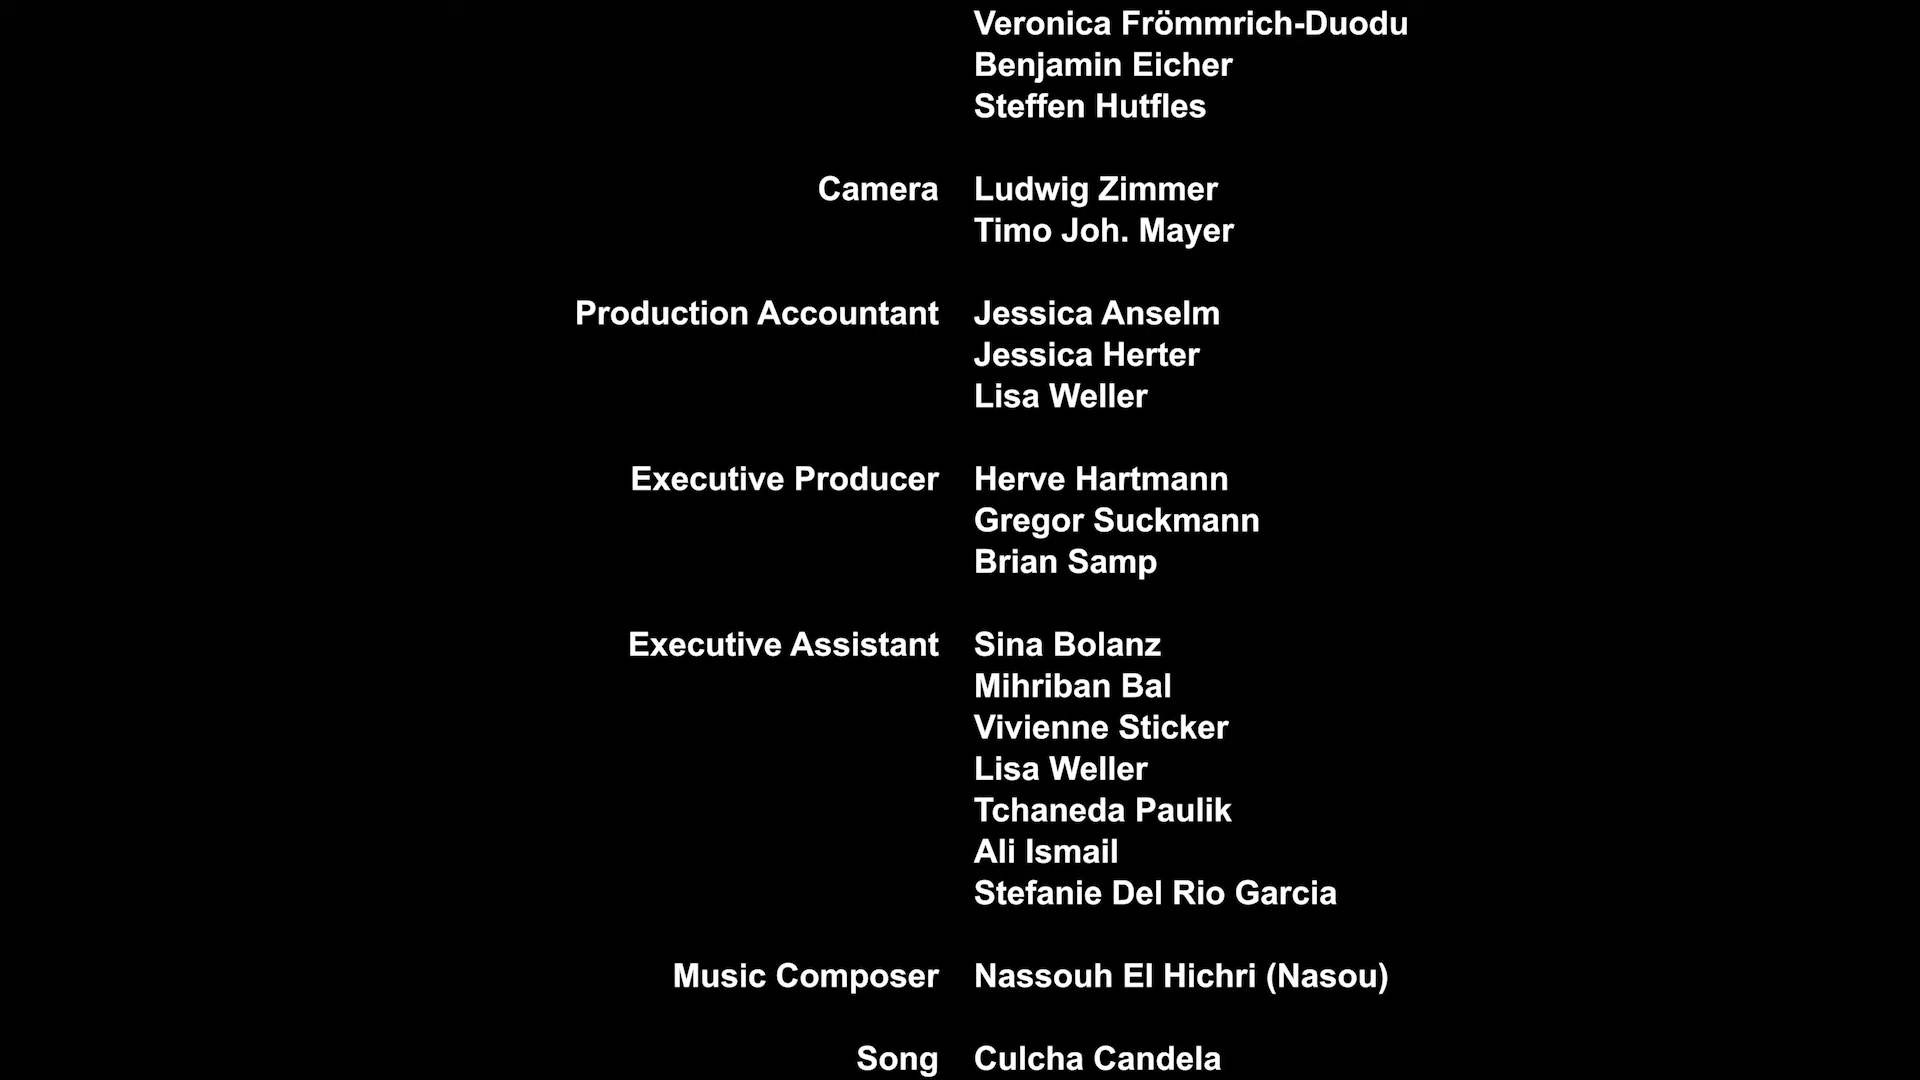 Veronica Frömmrich-Duodu
Benjamin Eicher
Steffen Hutfles
Camera Ludwig Zimmer
Timo Joh. Mayer
Production Accountant Jessica Anselm
Jessica Herter
Lisa Weller
Executive Producer Herve Hartmann
Gregor Suckmann
Brian Samp
Executive Assistant Sina Bolanz
Mihriban Bal
Vivienne Sticker
Lisa Weller
Tchaneda Paulik
Ali Ismail
Stefanie Del Rio Garcia
Music Composer Nassouh El Hichri (Nasou)
Song Culcha Candela